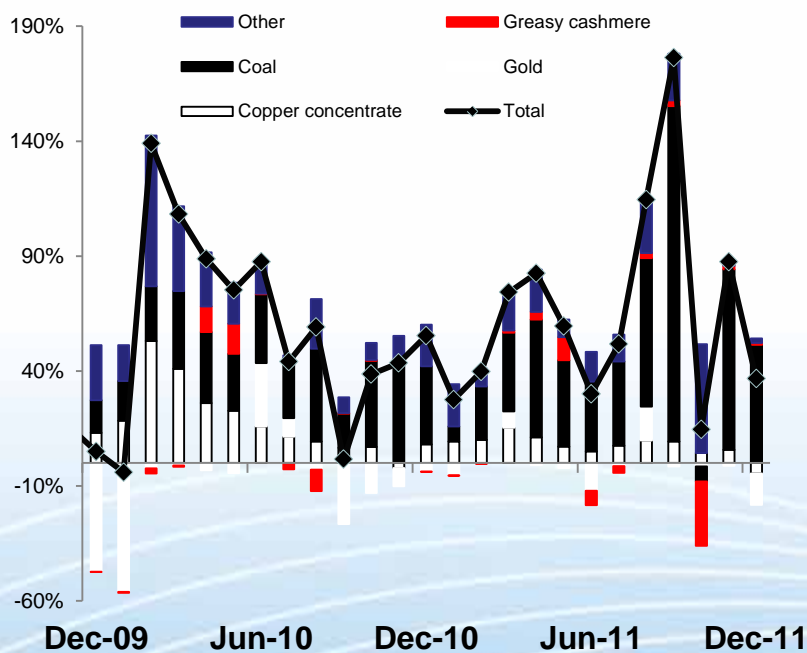 190%
Other
Greasy cashmere
Coal
Gold
Copper concentrate
Total
140%
90%
40%
-10%
-60%
Dec-09 Jun-10 Dec-10 Jun-11 Dec-11